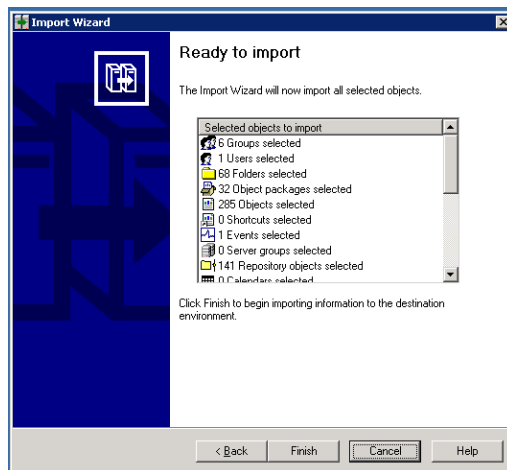 Import Wizard
Ready to import
The Import Wizard will now import all selected objects.
Selected objects to import
6 Groups selected
1 Users selected
68 Folders selected
32 Object packages selected
285 Objects selected
0 Shortcuts selected
1 Events selected
0 Server groups selected
141 Repository objects selected
0 Calendars selected
Click Finish to begin importing information to the destination
environment.
< Back Finish Cancel Help